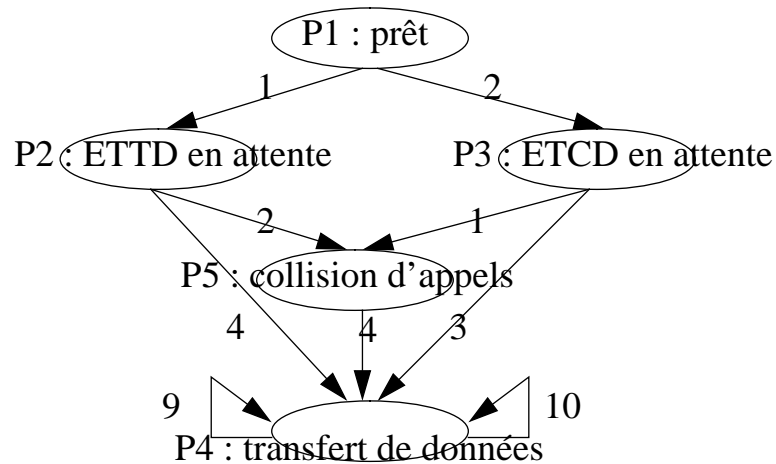 P1 : prêt
1
2
P2 : ETTD en attente
P3 : ETCD en attente
2
1
P5 : collision d’appels
4
4
3
9
10
P4 : transfert de données